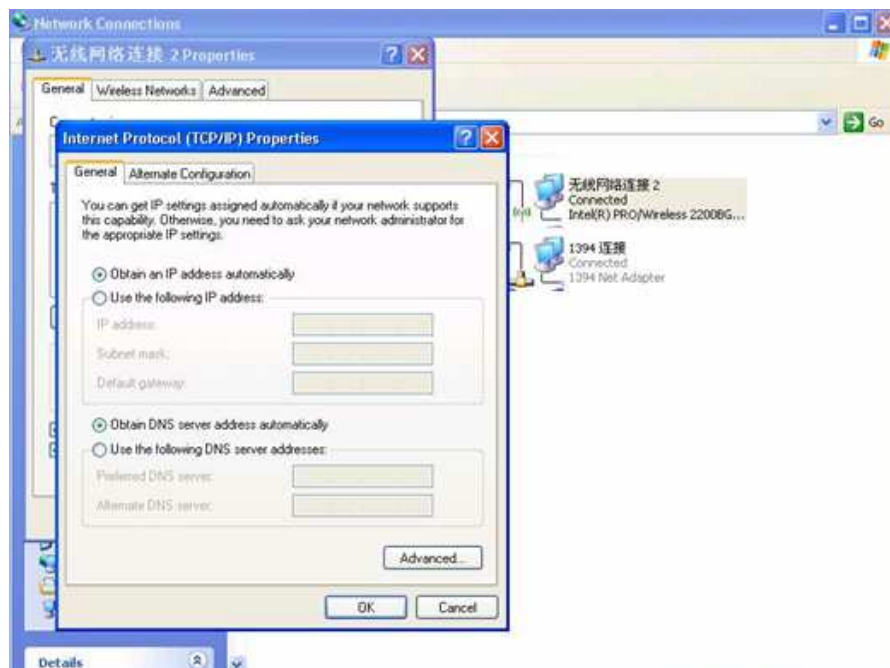 Network Connections
无线网络连接 2 Properties
General Wireless Networks Advanced
Internet Protocol (TCP/IP) Properties
General Alternate Configuration
You can get IP settings assigned automatically if your network supports
this capability. Otherwise, you need to ask your network administrator for
the appropriate IP settings.
Obtain an IP address automatically
Use the following IP address:
IP address:
Subnet mask:
Default gateway:
Obtain DNS server address automatically
Use the following DNS server addresses:
Preferred DNS server:
Alternate DNS server:
Advanced...
OK Cancel
Go
无线网络连接 2
Connected
Intel(R) PRO/Wireless 2200BG...
1394 连接
Connected
1394 Net Adapter
Details